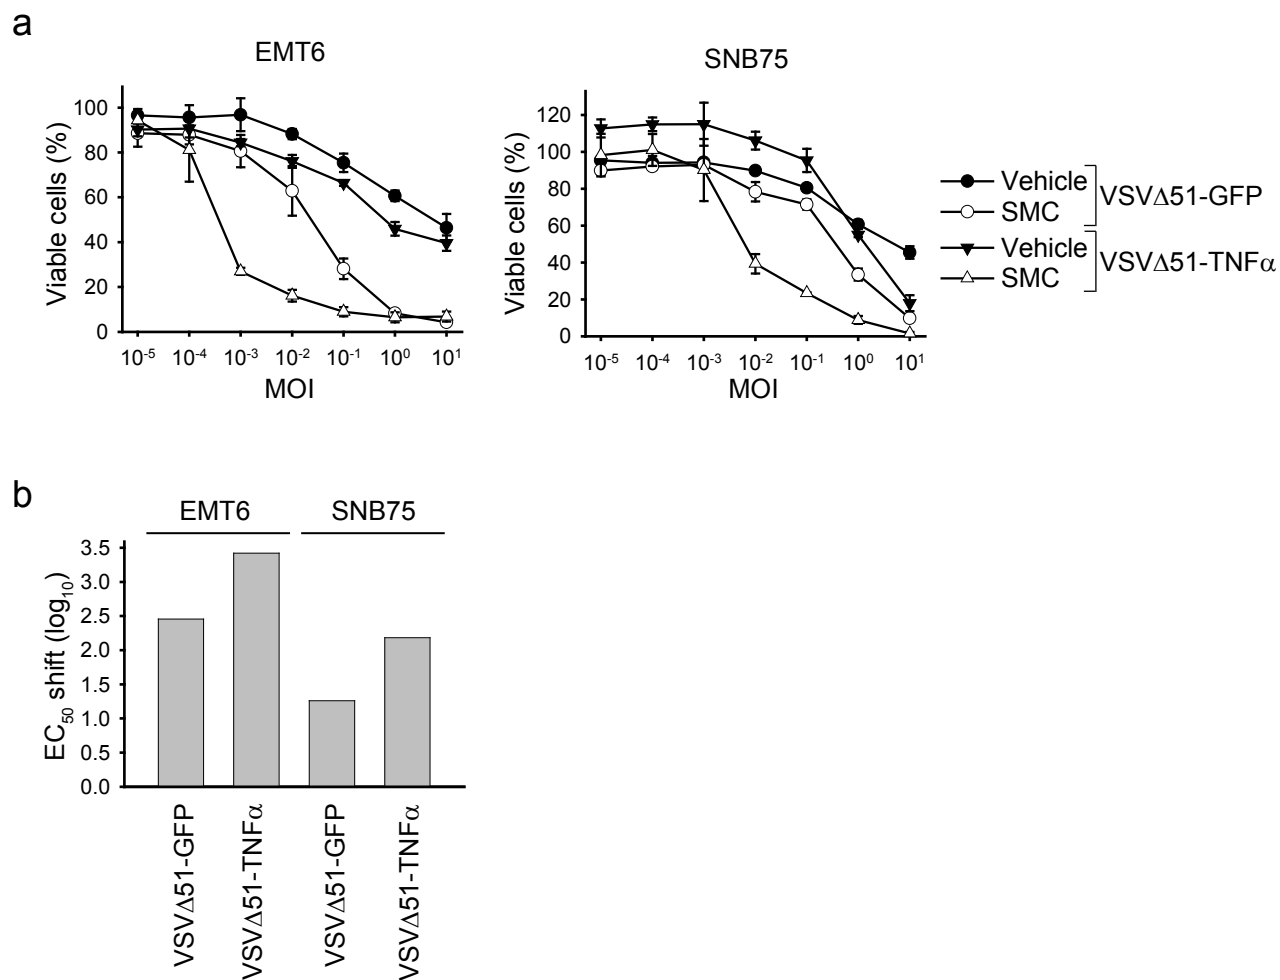 a
EMT6
SNB75
Viable cells (%)
100
80
60
40
20
0
10⁻⁵ 10⁻⁴ 10⁻³ 10⁻² 10⁻¹ 10⁰ 10¹
MOI
Viable cells (%)
120
100
80
60
40
20
0
10⁻⁵ 10⁻⁴ 10⁻³ 10⁻² 10⁻¹ 10⁰ 10¹
MOI
Vehicle
SMC
VSVΔ51-GFP
Vehicle
SMC
VSVΔ51-TNFα
b
EMT6
SNB75
EC₅₀ shift (log₁₀)
3.5
3.0
2.5
2.0
1.5
1.0
0.5
0.0
VSVΔ51-GFP
VSVΔ51-TNFα
VSVΔ51-GFP
VSVΔ51-TNFα